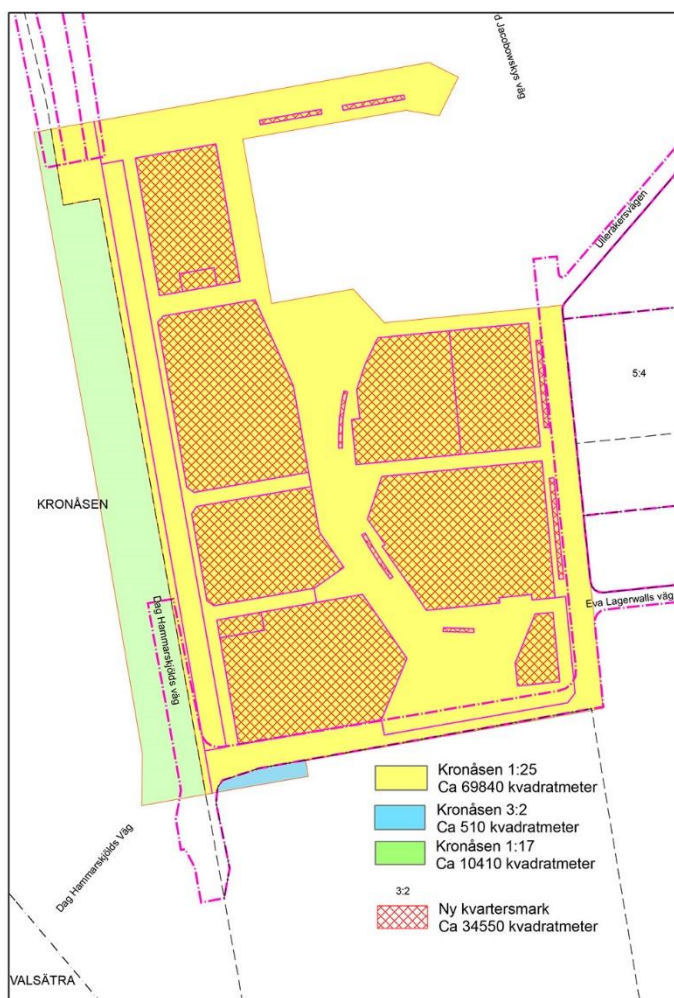 rd Jacobowskys väg
Ulleråkersvägen
5:4
KRONÅSEN
Dag Hammarskjölds väg
Eva Lagerwalls väg
Kronåsen 1:25
Ca 69840 kvadratmeter
Kronåsen 3:2
Ca 510 kvadratmeter
Kronåsen 1:17
Ca 10410 kvadratmeter
Dag Hammarskjölds Väg
3:2
Ny kvartersmark
Ca 34550 kvadratmeter
VALSÄTRA